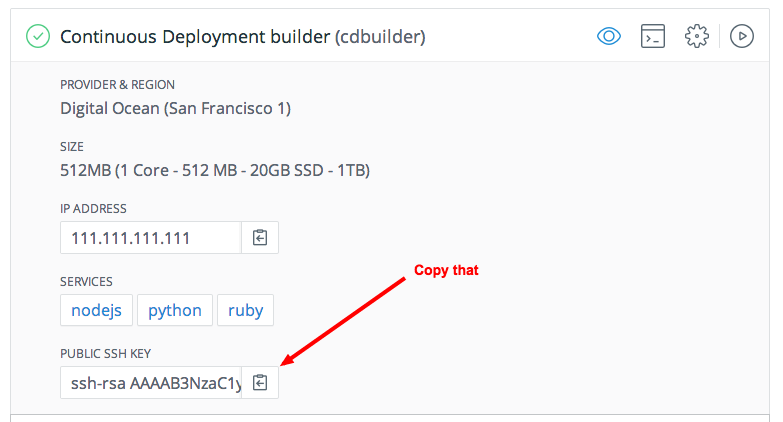 Continuous Deployment builder (cdbuilder)
PROVIDER & REGION
Digital Ocean (San Francisco 1)
SIZE
512MB (1 Core - 512 MB - 20GB SSD - 1TB)
IP ADDRESS
111.111.111.111
Copy that
SERVICES
nodejs python ruby
PUBLIC SSH KEY
ssh-rsa AAAAB3NzaC1y